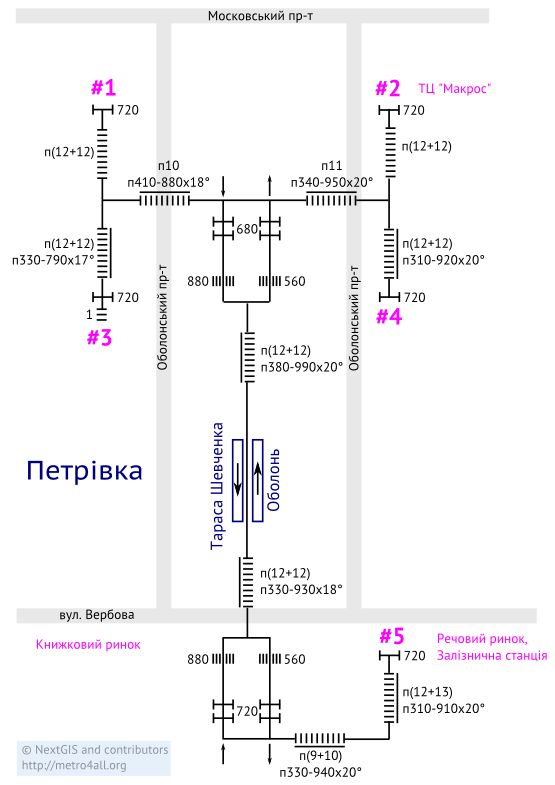 Московський пр-т
#1
720
#2
ТЦ "Макрос"
720
п(12+12)
п(12+12)
п10
п410-880x18°
п11
п340-950x20°
680
п(12+12)
п330-790x17°
п(12+12)
п310-920x20°
880
560
720
1
#3
720
#4
Оболонський пр-т
Оболонський пр-т
п(12+12)
п380-990x20°
Петрівка
Тараса Шевченка
Оболонь
п(12+12)
п330-930x18°
вул. Вербова
Книжковий ринок
#5
Речовий ринок,
Залізнична станція
880
560
720
п(12+13)
п310-910x20°
720
п(9+10)
п330-940x20°
© NextGIS and contributors
http://metro4all.org